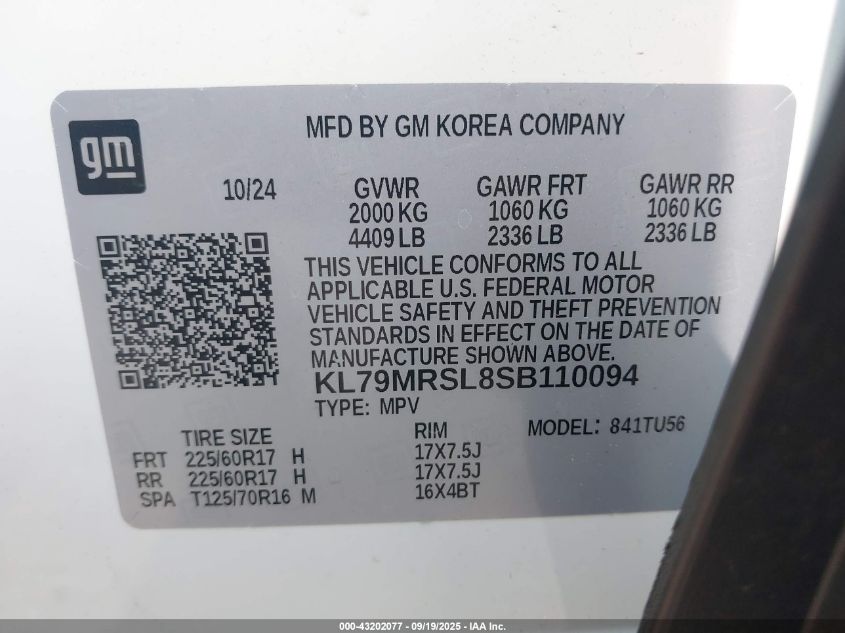 gm
MFD BY GM KOREA COMPANY
10/24 GVWR GAWR FRT GAWR RR
2000 KG 1060 KG 1060 KG
4409 LB 2336 LB 2336 LB
THIS VEHICLE CONFORMS TO ALL
APPLICABLE U.S. FEDERAL MOTOR
VEHICLE SAFETY AND THEFT PREVENTION
STANDARDS IN EFFECT ON THE DATE OF
MANUFACTURE SHOWN ABOVE.
KL79MRSL8SB110094
TYPE: MPV
TIRE SIZE RIM MODEL: 841TU56
FRT 225/60R17 H 17X7.5J
RR 225/60R17 H 17X7.5J
SPA T125/70R16 M 16X4BT
000-43202077 - 09/19/2025 - IAA Inc.